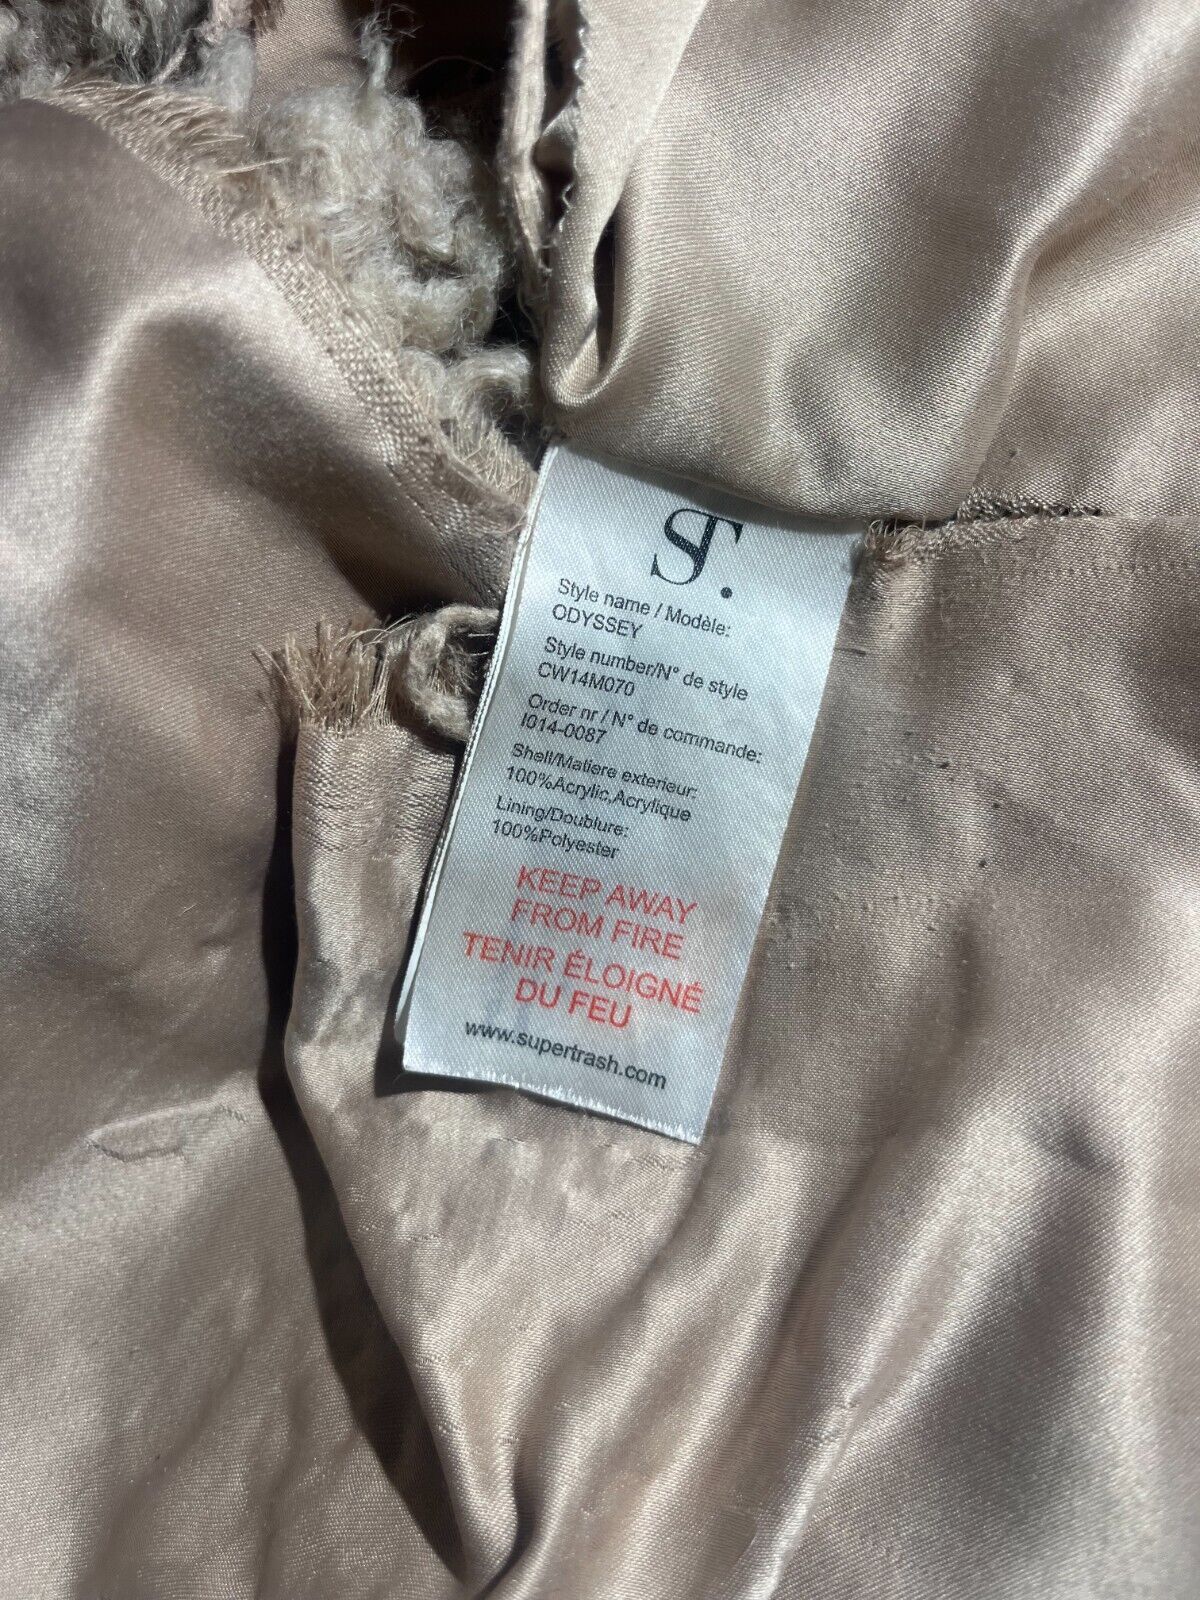 ST.
Style name / Modèle:
ODYSSEY
Style number/N° de style
CW14M070
Order nr / N° de commande:
I014-0087
Shell/Matiere exterieur:
100%Acrylic,Acrylique
Lining/Doublure:
100%Polyester
KEEP AWAY
FROM FIRE
TENIR ÉLOIGNÉ
DU FEU
www.supertrash.com